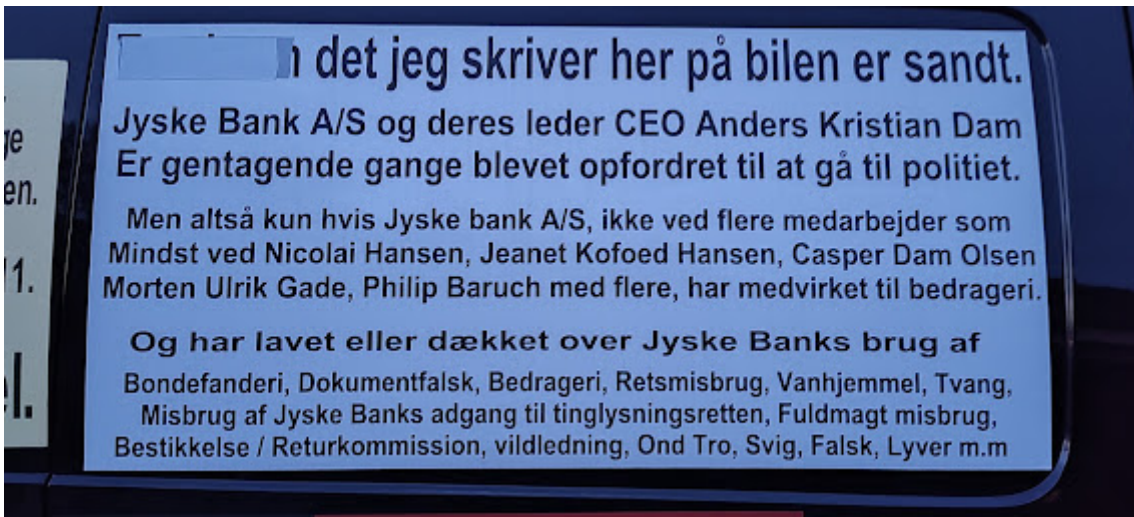 det jeg skriver her på bilen er sandt.
Jyske Bank A/S og deres leder CEO Anders Kristian Dam
Er gentagende gange blevet opfordret til at gå til politiet.
Men altså kun hvis Jyske bank A/S, ikke ved flere medarbejder som
Mindst ved Nicolai Hansen, Jeanet Kofoed Hansen, Casper Dam Olsen
Morten Ulrik Gade, Philip Baruch med flere, har medvirket til bedrageri.
Og har lavet eller dækket over Jyske Banks brug af
Bondefanderi, Dokumentfalsk, Bedrageri, Retsmisbrug, Vanhjemmel, Tvang,
Misbrug af Jyske Banks adgang til tinglysningsretten, Fuldmagt misbrug,
Bestikkelse / Returkommission, vildledning, Ond Tro, Svig, Falsk, Lyver m.m